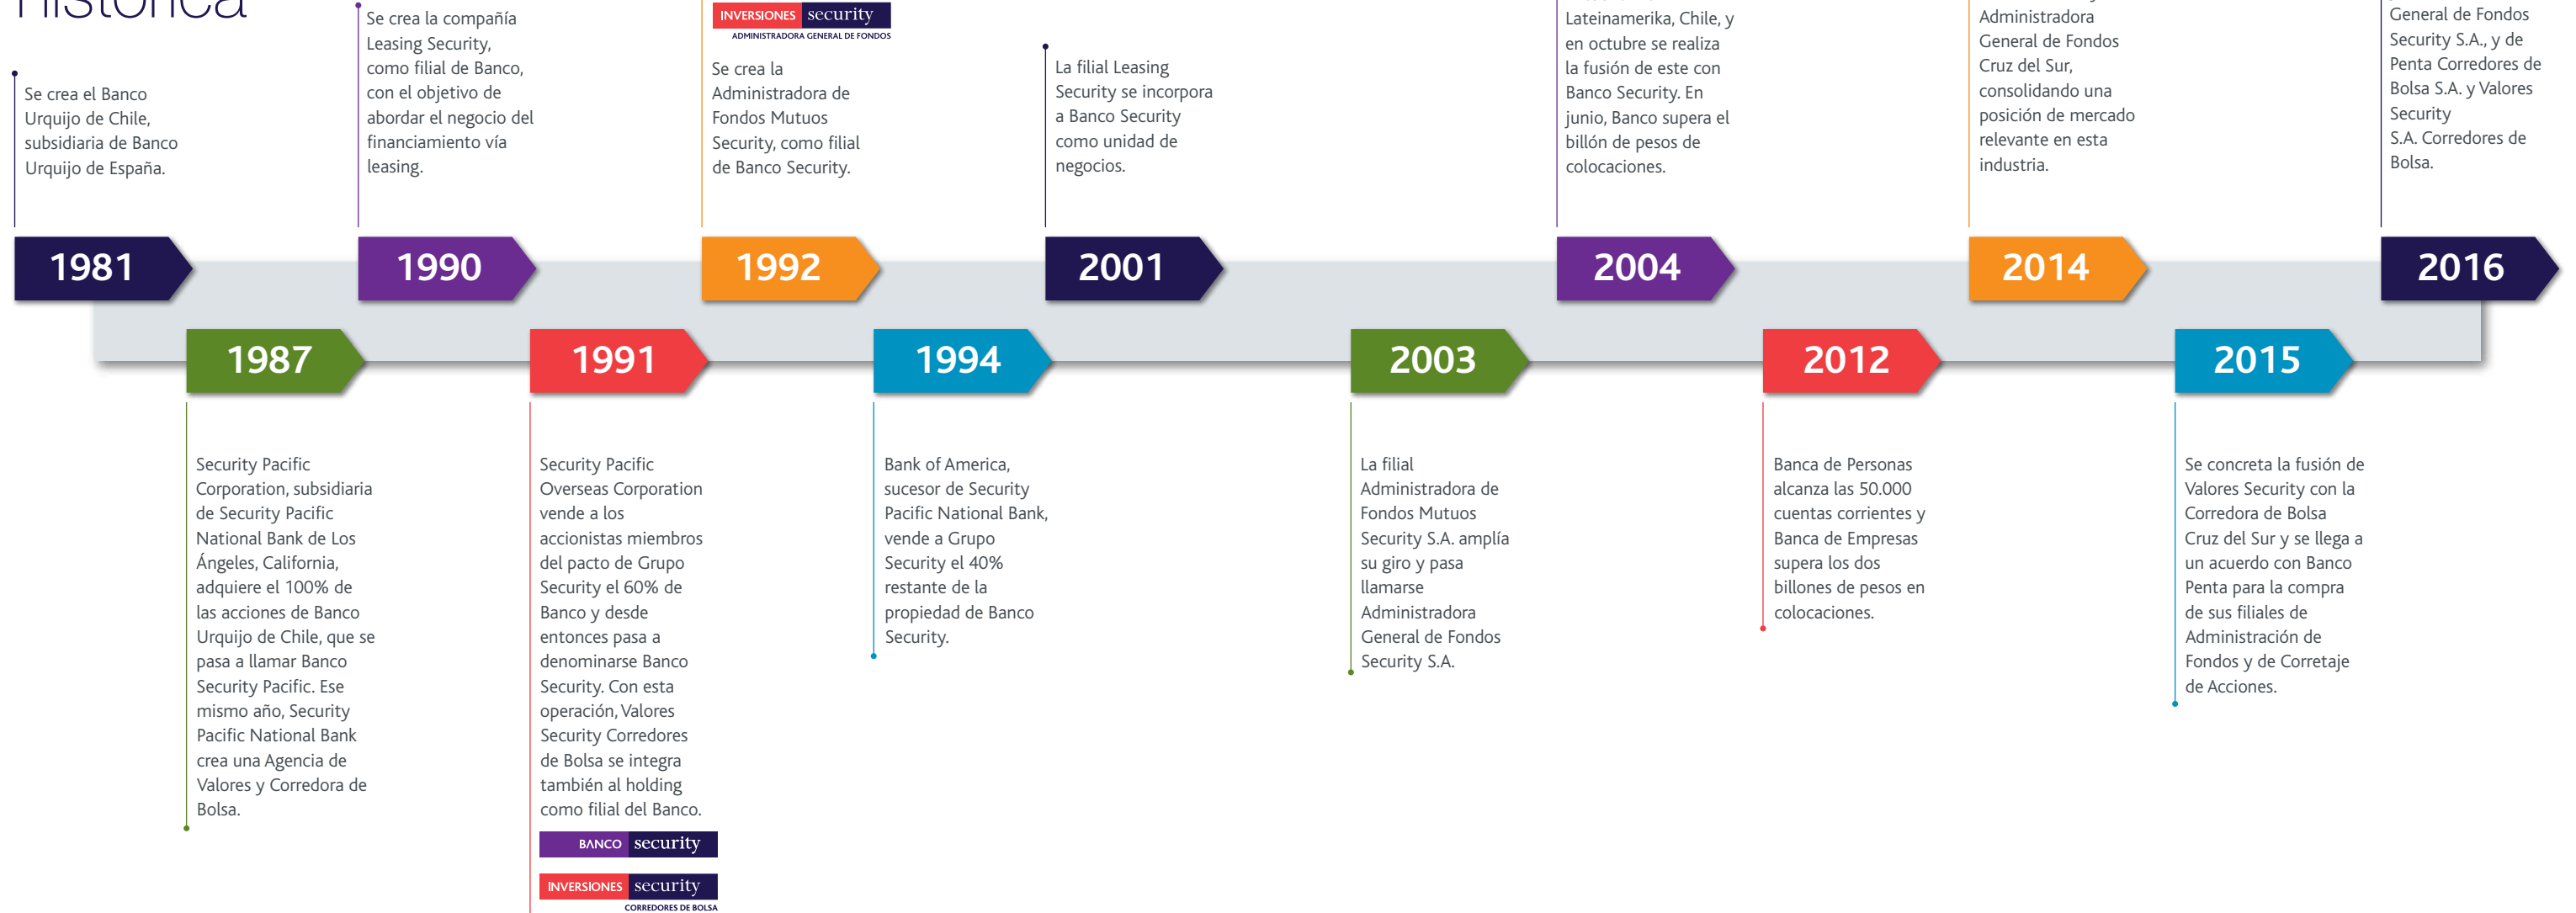 Histórica
Se crea el Banco
Urquijo de Chile,
subsidiaria de Banco
Urquijo de España.
1981
Security Pacific
Corporation, subsidiaria
de Security Pacific
National Bank de Los
Ángeles, California,
adquiere el 100% de
las acciones de Banco
Urquijo de Chile, que se
pasa a llamar Banco
Security Pacific. Ese
mismo año, Security
Pacific National Bank
crea una Agencia de
Valores y Corredora de
Bolsa.
1987
Se crea la compañía
Leasing Security,
como filial de Banco,
con el objetivo de
abordar el negocio del
financiamiento vía
leasing.
1990
1991
Security Pacific
Overseas Corporation
vende a los
accionistas miembros
del pacto de Grupo
Security el 60% de
Banco y desde
entonces pasa a
denominarse Banco
Security. Con esta
operación, Valores
Security Corredores
de Bolsa se integra
también al holding
como filial del Banco.
BANCO security
INVERSIONES security
CORREDORES DE BOLSA
INVERSIONES security
ADMINISTRADORA GENERAL DE FONDOS
Se crea la
Administradora de
Fondos Mutuos
Security, como filial
de Banco Security.
1992
1994
Bank of America,
sucesor de Security
Pacific National Bank,
vende a Grupo
Security el 40%
restante de la
propiedad de Banco
Security.
La filial Leasing
Security se incorpora
a Banco Security
como unidad de
negocios.
2001
2003
La filial
Administradora de
Fondos Mutuos
Security S.A. amplía
su giro y pasa
llamarse
Administradora
General de Fondos
Security S.A.
Lateinamerika, Chile, y
en octubre se realiza
la fusión de este con
Banco Security. En
junio, Banco supera el
billón de pesos de
colocaciones.
2004
2012
Banca de Personas
alcanza las 50.000
cuentas corrientes y
Banca de Empresas
supera los dos
billones de pesos en
colocaciones.
Administradora
General de Fondos
Cruz del Sur,
consolidando una
posición de mercado
relevante en esta
industria.
2014
2015
Se concreta la fusión de
Valores Security con la
Corredora de Bolsa
Cruz del Sur y se llega a
un acuerdo con Banco
Penta para la compra
de sus filiales de
Administración de
Fondos y de Corretaje
de Acciones.
General de Fondos
Security S.A., y de
Penta Corredores de
Bolsa S.A. y Valores
Security
S.A. Corredores de
Bolsa.
2016